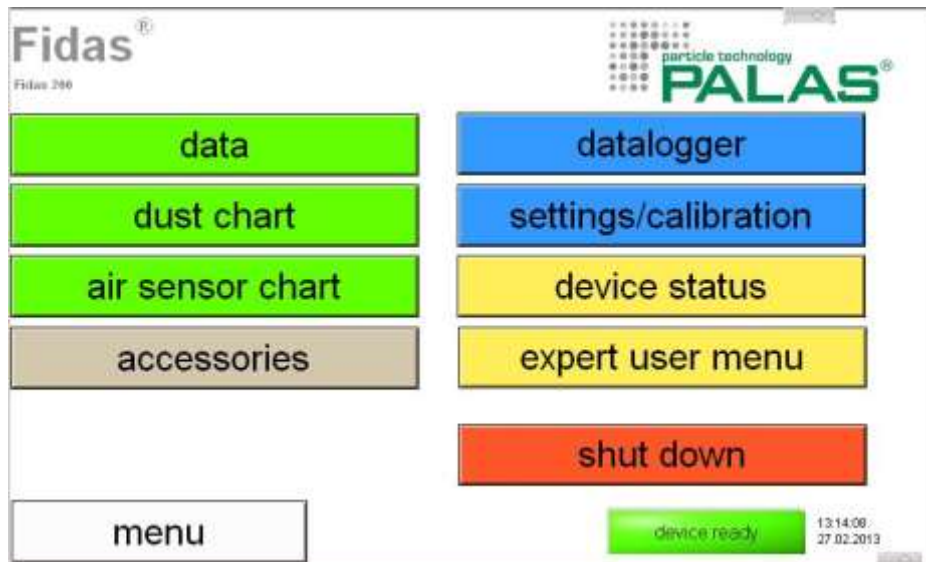 Fidas®
Fidas 200
particle technology
PALAS®
data
datalogger
dust chart
settings/calibration
air sensor chart
device status
accessories
expert user menu
shut down
menu
device ready
13:14:08
27.02.2013